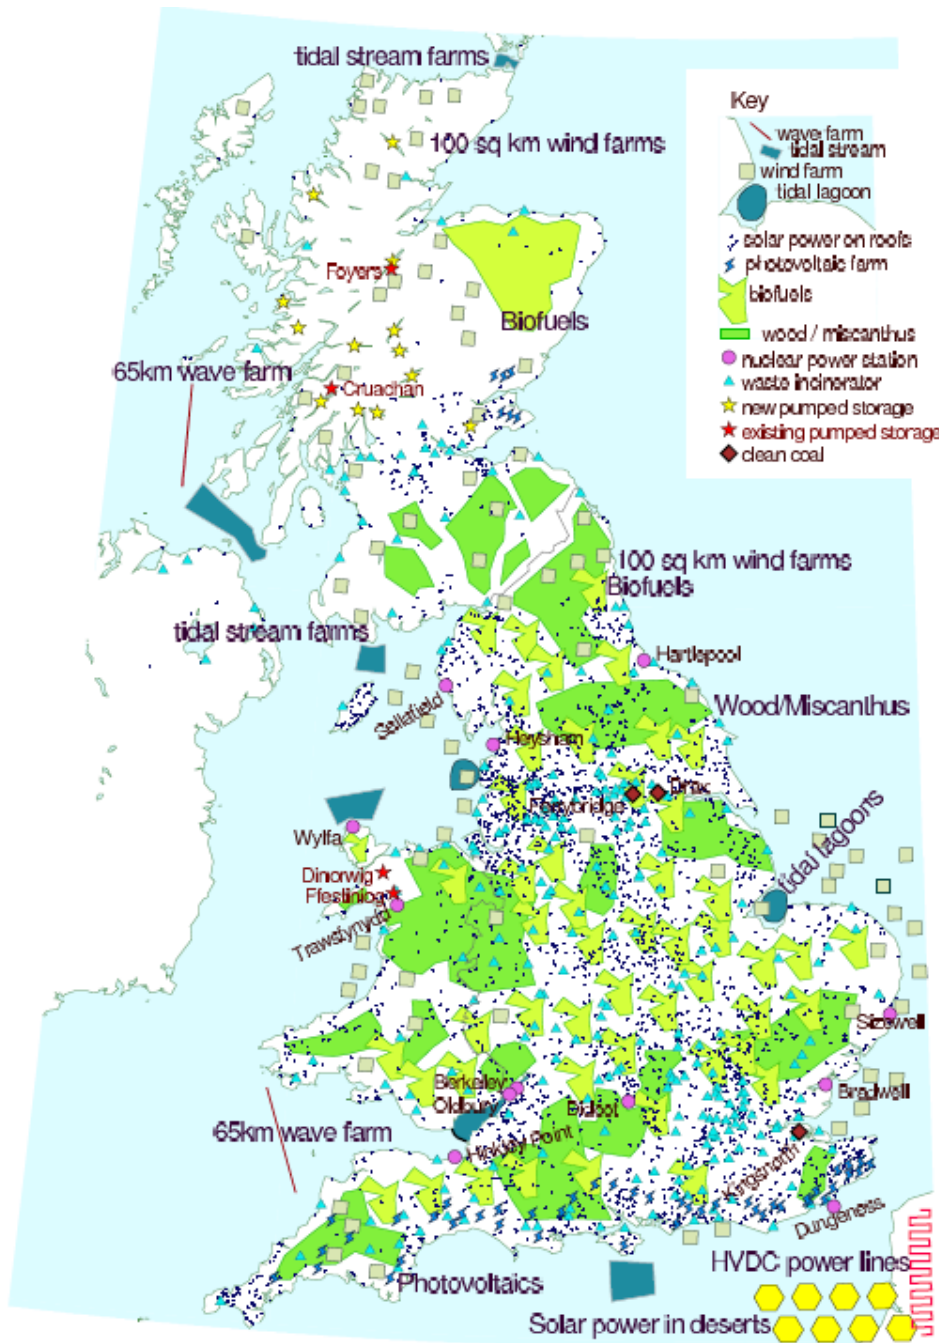 tidal stream farms
Key
wave farm
tidal stream
wind farm
tidal lagoon
solar power on roofs
photovoltaic farm
biofuels
wood / miscanthus
nuclear power station
waste incinerator
new pumped storage
existing pumped storage
clean coal
100 sq km wind farms
Foyers
Biofuels
65km wave farm
Cruachan
100 sq km wind farms
Biofuels
tidal stream farms
Hartlepool
Sellafield
Wood/Miscanthus
Heysham
Drax
Ferrybridge
Wylfa
tidal lagoons
Dinorwig
Ffestiniog
Trawsfynydd
Sizewell
Berkeley
Oldbury
Didcot
Bradwell
65km wave farm
Hinkley Point
Kingsnorth
Dungeness
HVDC power lines
Photovoltaics
Solar power in deserts